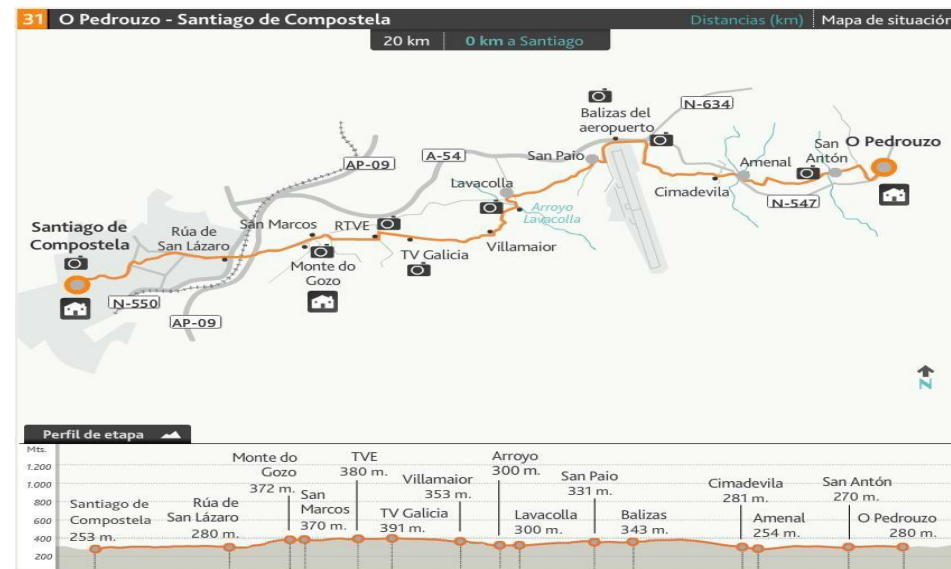 31 O Pedrouzo - Santiago de Compostela
Distancias (km) Mapa de situación
20 km 0 km a Santiago
N-634
Balizas del
aeropuerto
San
Antón
O Pedrouzo
San Paio
Amenal
A-54
AP-09
Lavacolla
Cimadevila
N-547
Arroyo
Lavacolla
Santiago de
Compostela
Rúa de
San Lázaro
San Marcos
RTVE
Villamaior
TV Galicia
Monte do
Gozo
N-550
AP-09
N
Perfil de etapa
Mts.
1.200
1.000
800
600
400
200
Santiago de
Compostela
253 m.
Rúa de
San Lázaro
280 m.
Monte do
Gozo
372 m.
San
Marcos
370 m.
TVE
380 m.
TV Galicia
391 m.
Villamaior
353 m.
Arroyo
300 m.
Lavacolla
300 m.
San Paio
331 m.
Balizas
343 m.
Cimadevila
281 m.
Amenal
254 m.
San Antón
270 m.
O Pedrouzo
280 m.